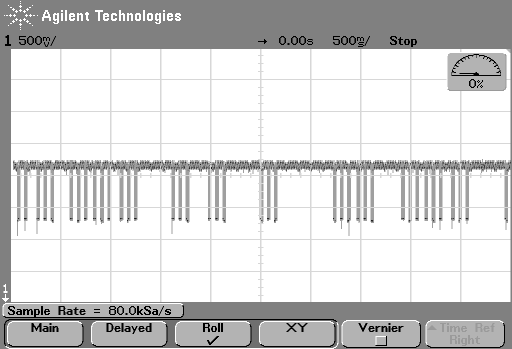 Agilent Technologies
1 500mV/ → 0.00s 500ms/ Stop
0%
1
Sample Rate = 80.0kSa/s
Main Delayed Roll XY Vernier Time Ref
✓ Right